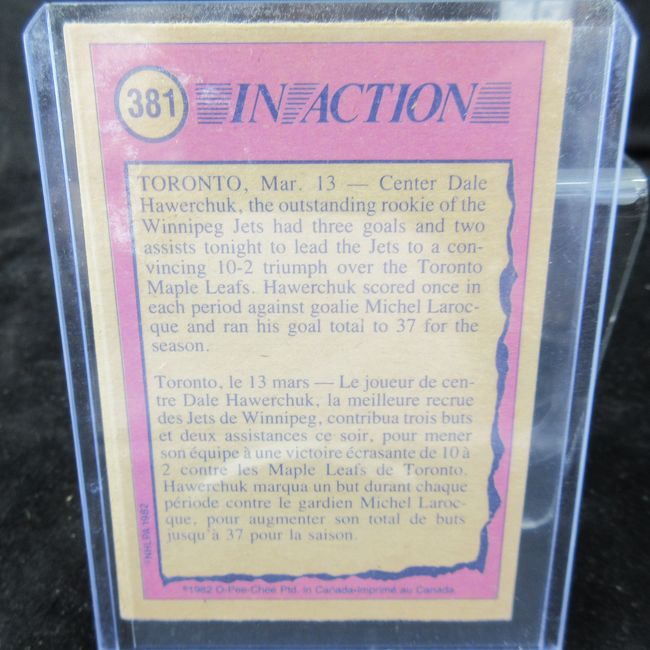 381 IN ACTION
TORONTO, Mar. 13 — Center Dale
Hawerchuk, the outstanding rookie of the
Winnipeg Jets had three goals and two
assists tonight to lead the Jets to a con-
vincing 10-2 triumph over the Toronto
Maple Leafs. Hawerchuk scored once in
each period against goalie Michel Larocque
que and ran his goal total to 37 for the
season.
Toronto, le 13 mars — Le joueur de cen-
tre Dale Hawerchuk, la meilleure recrue
des Jets de Winnipeg, contribua trois buts
et deux assistances ce soir, pour mener
son équipe à une victoire écrasante de 10 à
2 contre les Maple Leafs de Toronto.
Hawerchuk marqua un but durant chaque
période contre le gardien Michel Laroc-
que, pour augmenter son total de buts
jusqu'à 37 pour la saison.
©NHLPA 1982
©1982 O-Pee-Chee Ptd. in Canada-Imprimé au Canada